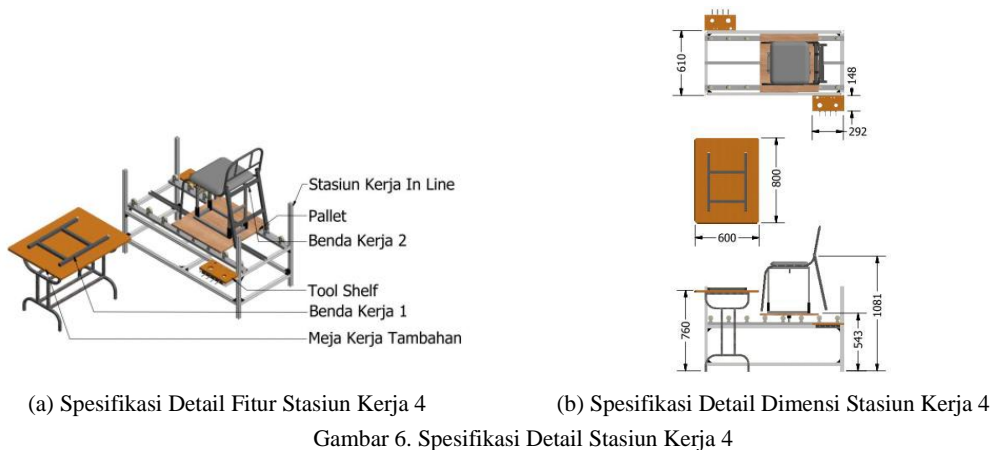 Stasiun Kerja In Line
Pallet
Benda Kerja 2
Tool Shelf
Benda Kerja 1
Meja Kerja Tambahan
610
148
292
800
600
760
543
1081
(a) Spesifikasi Detail Fitur Stasiun Kerja 4
(b) Spesifikasi Detail Dimensi Stasiun Kerja 4
Gambar 6. Spesifikasi Detail Stasiun Kerja 4